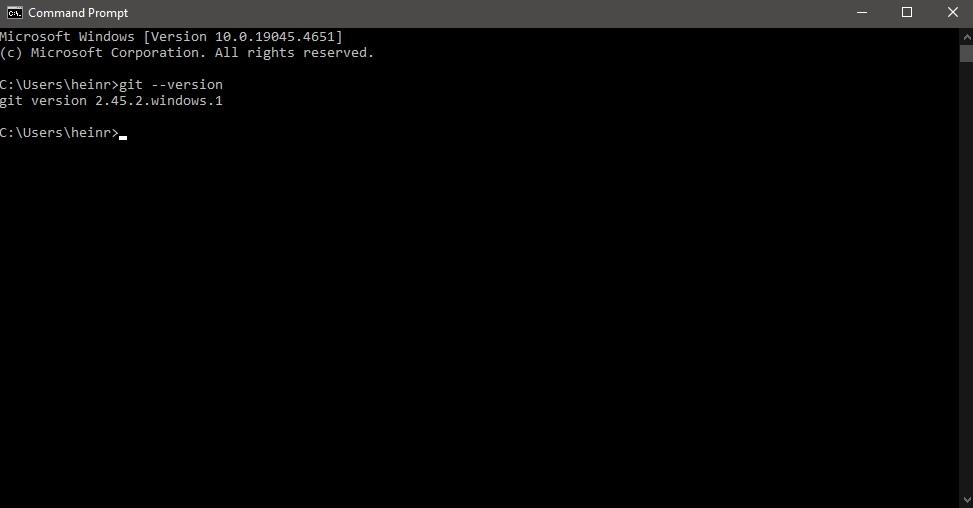 Command Prompt
Microsoft Windows [Version 10.0.19045.4651]
(c) Microsoft Corporation. All rights reserved.
C:\Users\heinr>git --version
git version 2.45.2.windows.1
C:\Users\heinr>